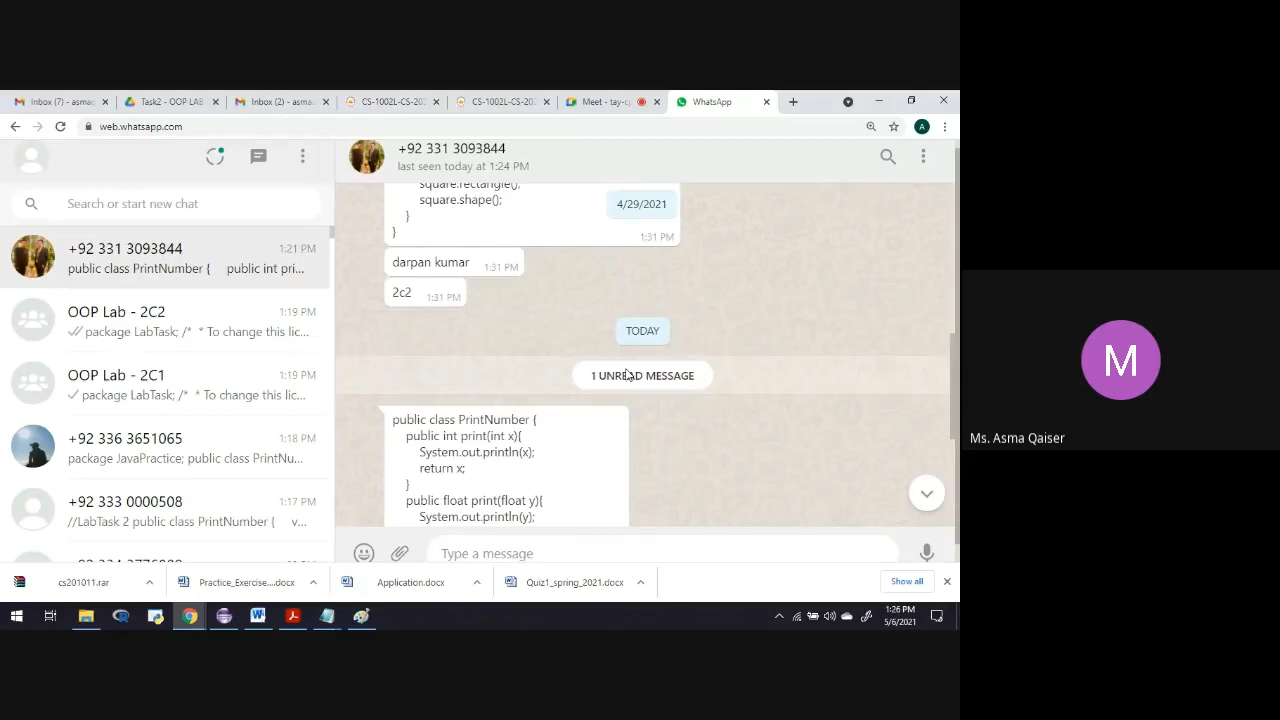 Inbox (7) - asma
Task2 - OOP LAB
Inbox (2) - asma
CS-1002L-CS-202
CS-1002L-CS-202
Meet - tay-c
WhatsApp
web.whatsapp.com
A
+92 331 3093844
last seen today at 1:24 PM
Search or start new chat
+92 331 3093844
1:21 PM
public class PrintNumber { public int pri...
OOP Lab - 2C2
1:19 PM
package LabTask; /* * To change this lic...
OOP Lab - 2C1
1:19 PM
package LabTask; /* * To change this lic...
+92 336 3651065
1:18 PM
package JavaPractice; public class PrintNu...
+92 333 0000508
1:17 PM
//LabTask 2 public class PrintNumber { v...
square.rectangle();
square.shape();
}
}
1:31 PM
4/29/2021
darpan kumar
1:31 PM
2c2
1:31 PM
TODAY
1 UNREAD MESSAGE
public class PrintNumber {
public int print(int x){
System.out.println(x);
return x;
}
public float print(float y){
System.out.println(y);
Type a message
cs201011.rar
Practice_Exercise....docx
Application.docx
Quiz1_spring_2021.docx
Show all
1:26 PM
5/6/2021
M
Ms. Asma Qaiser